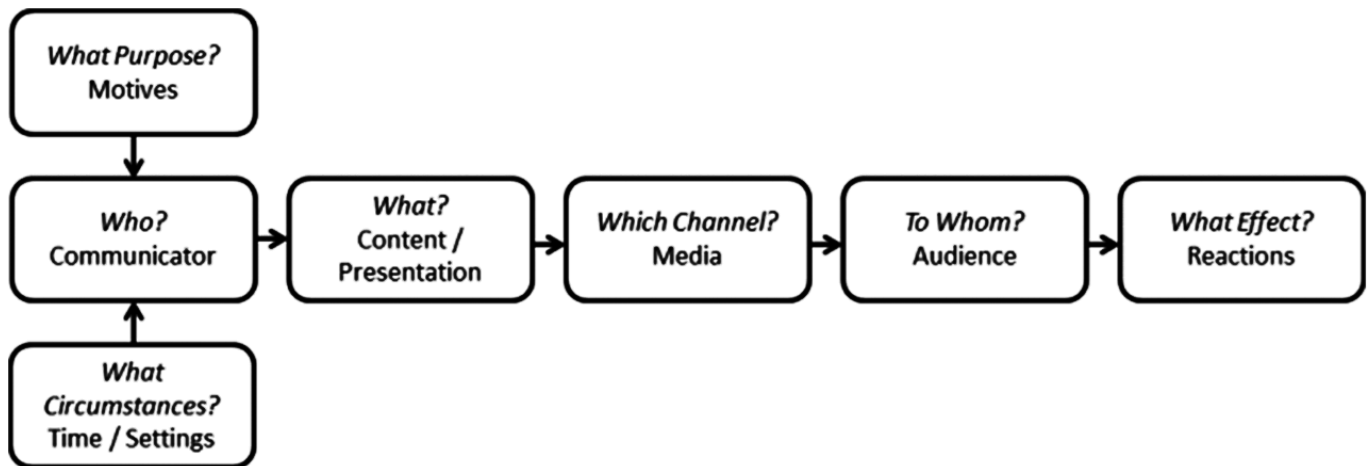 What Purpose?
Motives
Who?
Communicator
What?
Content /
Presentation
Which Channel?
Media
To Whom?
Audience
What Effect?
Reactions
What
Circumstances?
Time / Settings